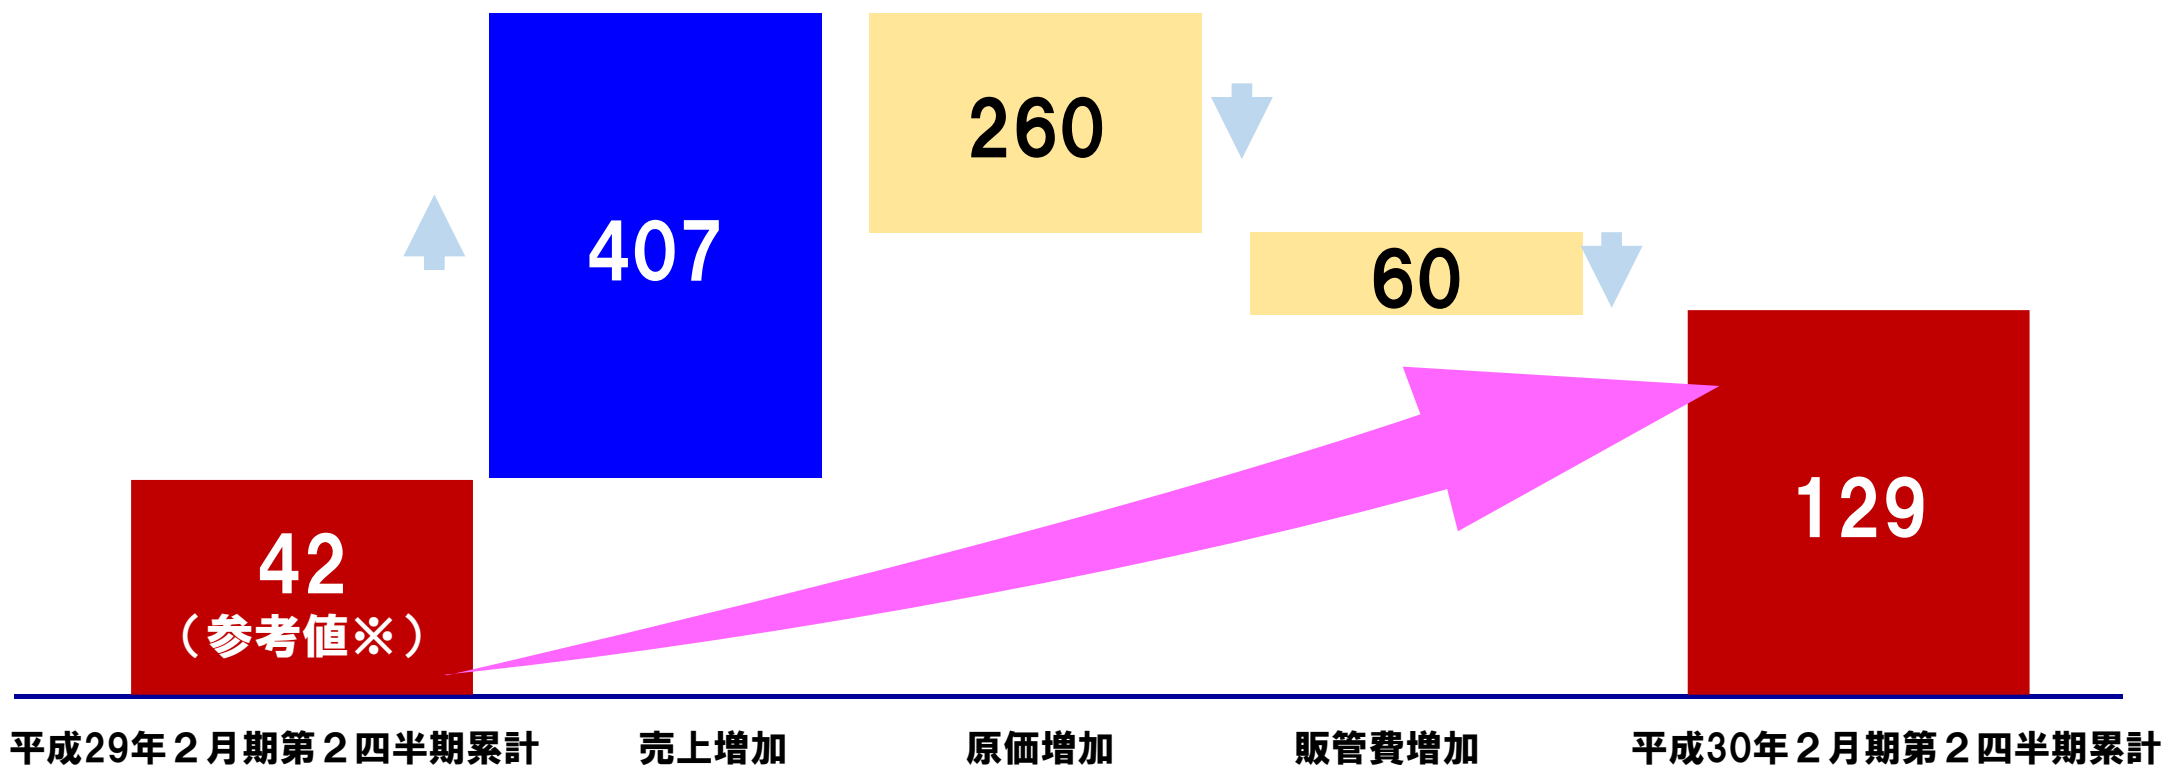 407
260
60
42
（参考値※）
129
平成29年２月期第２四半期累計
売上増加
原価増加
販管費増加
平成30年２月期第２四半期累計